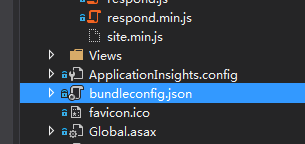 respond.js
respond.min.js
site.min.js
Views
ApplicationInsights.config
bundleconfig.json
favicon.ico
Global.asax